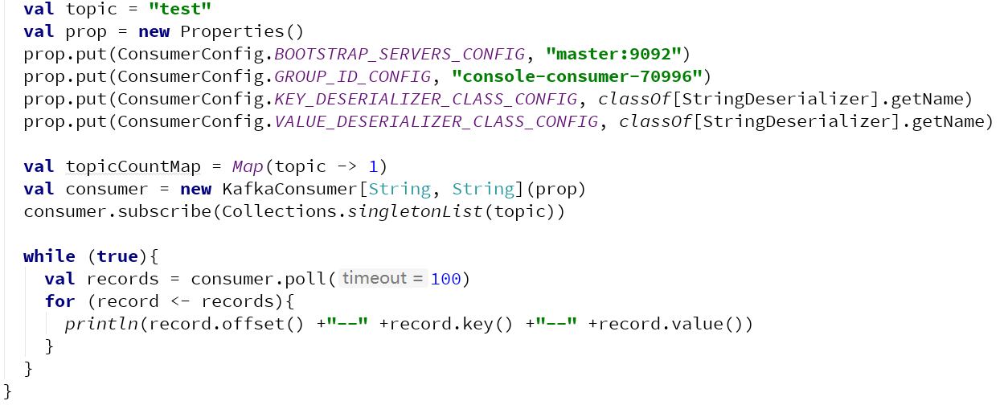 val topic = "test"
val prop = new Properties()
prop.put(ConsumerConfig.BOOTSTRAP_SERVERS_CONFIG, "master:9092")
prop.put(ConsumerConfig.GROUP_ID_CONFIG, "console-consumer-70996")
prop.put(ConsumerConfig.KEY_DESERIALIZER_CLASS_CONFIG, classOf[StringDeserializer].getName)
prop.put(ConsumerConfig.VALUE_DESERIALIZER_CLASS_CONFIG, classOf[StringDeserializer].getName)
val topicCountMap = Map(topic -> 1)
val consumer = new KafkaConsumer[String, String](prop)
consumer.subscribe(Collections.singletonList(topic))
while (true){
val records = consumer.poll( timeout = 100)
for (record <- records){
println(record.offset() +"--" +record.key() +"--" +record.value())
}
}
}